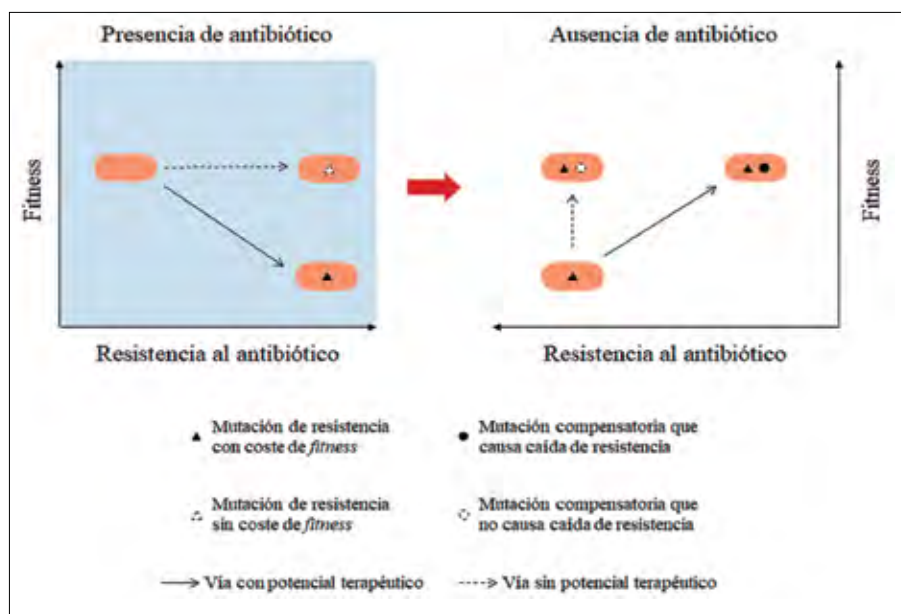 Presencia de antibiótico
Ausencia de antibiótico
Fitness
Fitness
Resistencia al antibiótico
Resistencia al antibiótico
Mutación de resistencia
con coste de fitness
Mutación compensatoria que
causa caída de resistencia
Mutación de resistencia
sin coste de fitness
Mutación compensatoria que
no causa caída de resistencia
Vía con potencial terapéutico
Vía sin potencial terapéutico